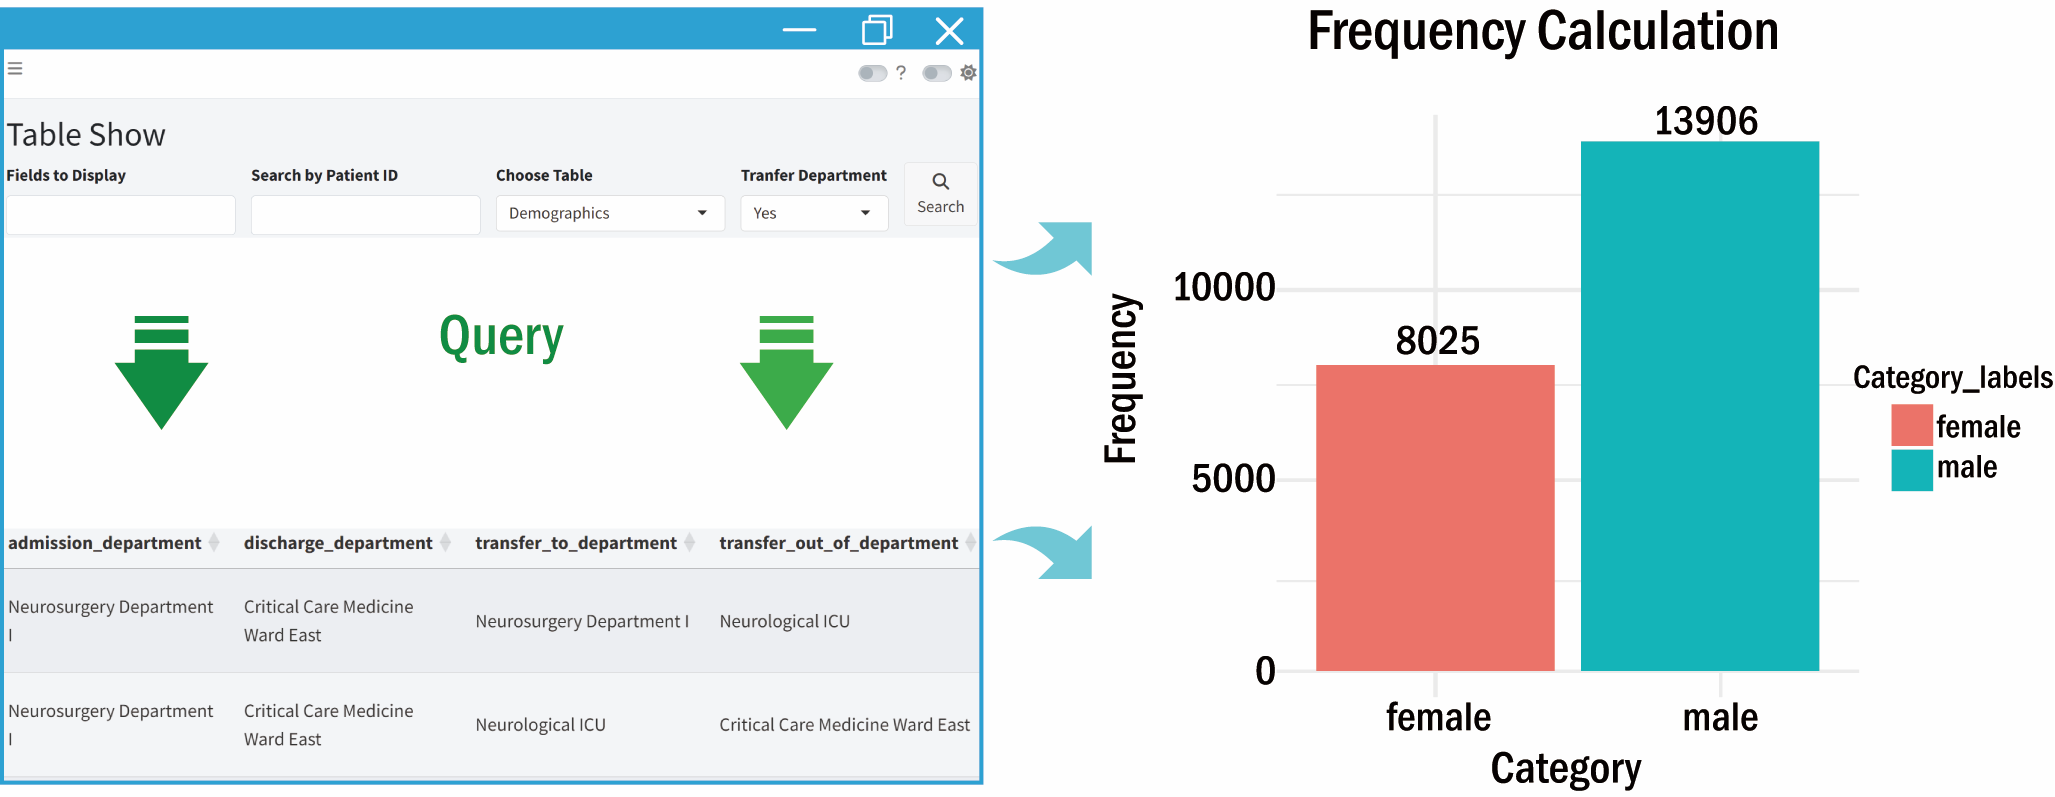 Table Show
Fields to Display
Search by Patient ID
Choose Table
Tranfer Department
?
Demographics
Yes
Search
Query
admission_department
discharge_department
transfer_to_department
transfer_out_of_department
Neurosurgery Department
I
Critical Care Medicine
Ward East
Neurosurgery Department I
Neurological ICU
Neurosurgery Department
I
Critical Care Medicine
Ward East
Neurological ICU
Critical Care Medicine Ward East
Frequency Calculation
13906
10000
8025
5000
0
Frequency
female
male
Category
Category_labels
female
male